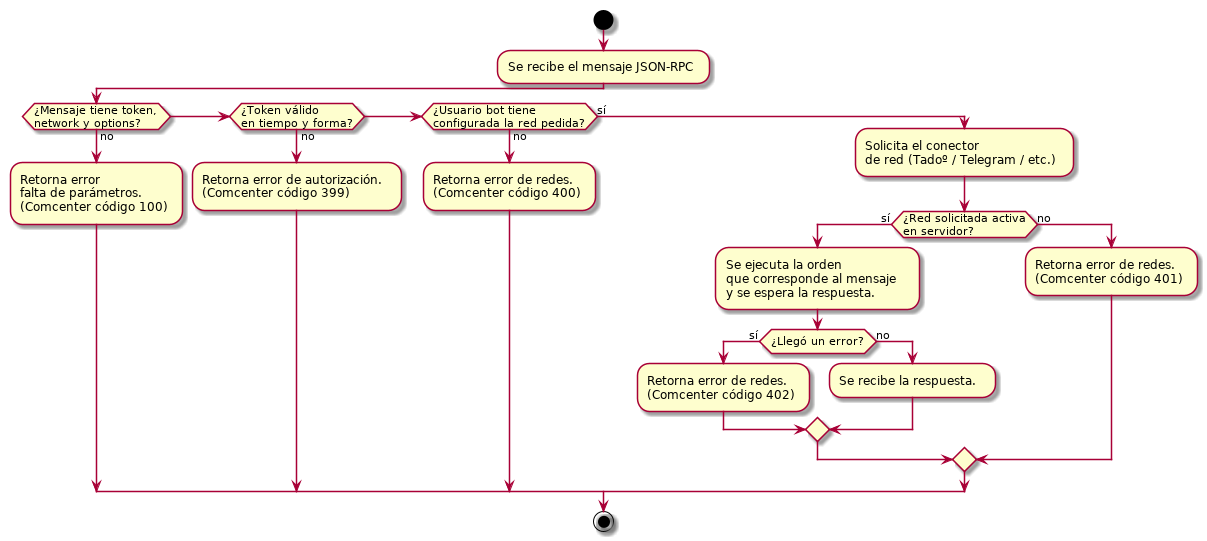 Se recibe el mensaje JSON-RPC
¿Mensaje tiene token,
network y options?
no
Retorna error
falta de parámetros.
(Comcenter código 100)
¿Token válido
en tiempo y forma?
no
Retorna error de autorización.
(Comcenter código 399)
¿Usuario bot tiene
configurada la red pedida?
sí
no
Retorna error de redes.
(Comcenter código 400)
Solicita el conector
de red (Tadoº / Telegram / etc.)
sí
¿Red solicitada activa
en servidor?
no
Se ejecuta la orden
que corresponde al mensaje
y se espera la respuesta.
Retorna error de redes.
(Comcenter código 401)
sí
¿Llegó un error?
no
Retorna error de redes.
(Comcenter código 402)
Se recibe la respuesta.